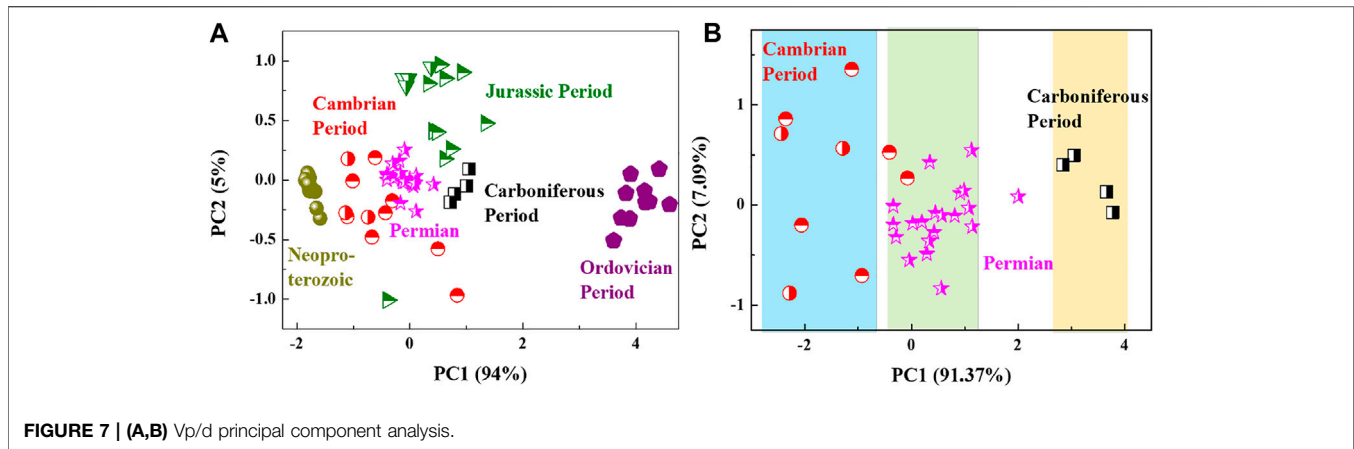 A
1.0
0.5
0.0
-0.5
-1.0
PC2 (5%)
Cambrian
Period
Jurassic Period
Carboniferous
Period
Permian
Neopro-
terozoic
Ordovician
Period
-2
0
2
4
PC1 (94%)
B
1
0
-1
PC2 (7.09%)
Cambrian
Period
Carboniferous
Period
Permian
-2
0
2
4
PC1 (91.37%)
FIGURE 7 | (A,B) Vp/d principal component analysis.